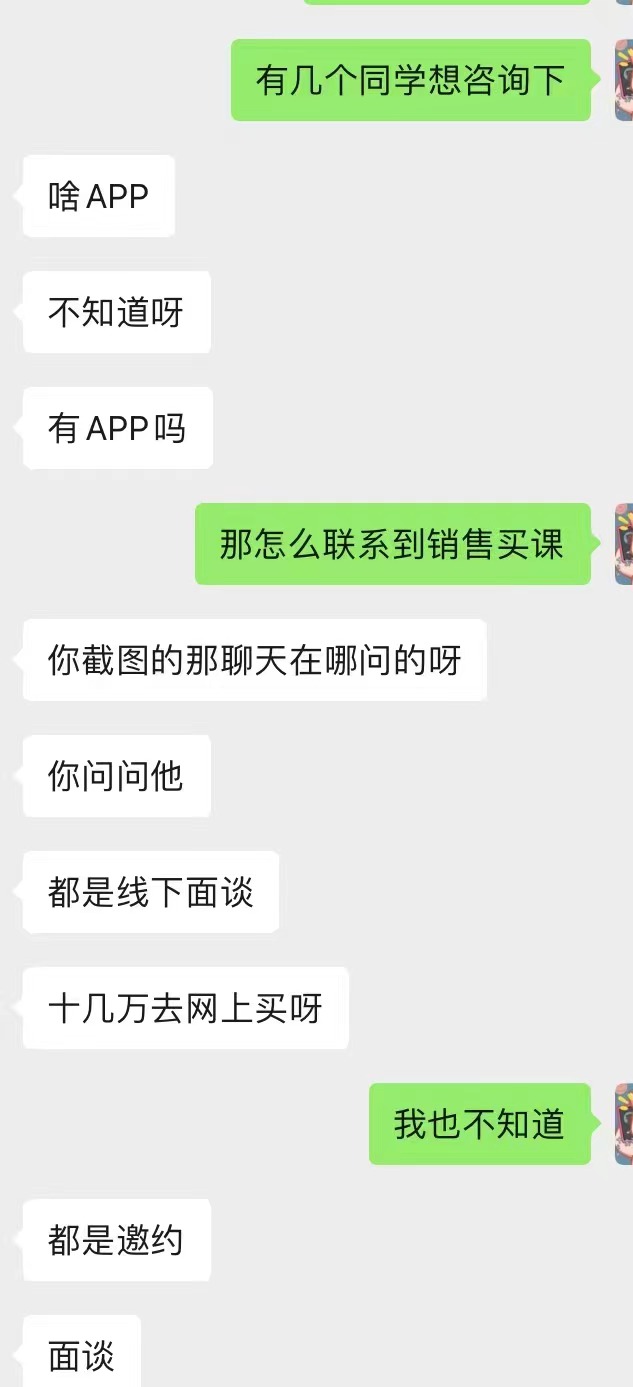 有几个同学想咨询下
啥APP
不知道呀
有APP吗
那怎么联系到销售买课
你截图的那聊天在哪问的呀
你问问他
都是线下面谈
十几万去网上买呀
我也不知道
都是邀约
面谈